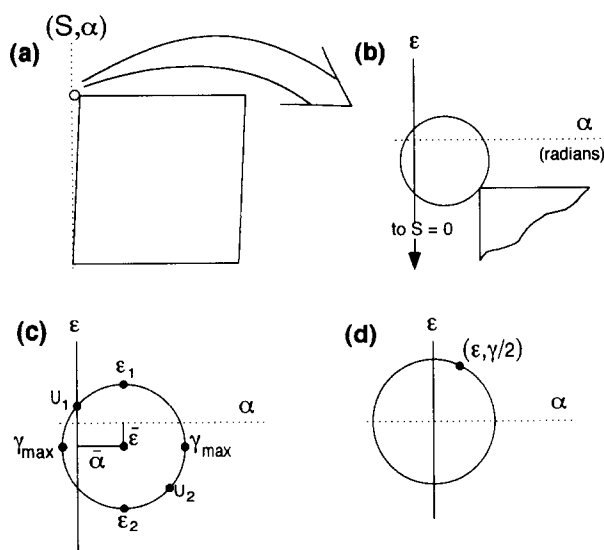 (a)
(S,α)
(b)
ε
α
(radians)
to S = 0
(c)
ε
ε₁
U₁
α
γmax
ε̄
ᾱ
γmax
U₂
ε₂
(d)
ε
(ε,γ/2)
α